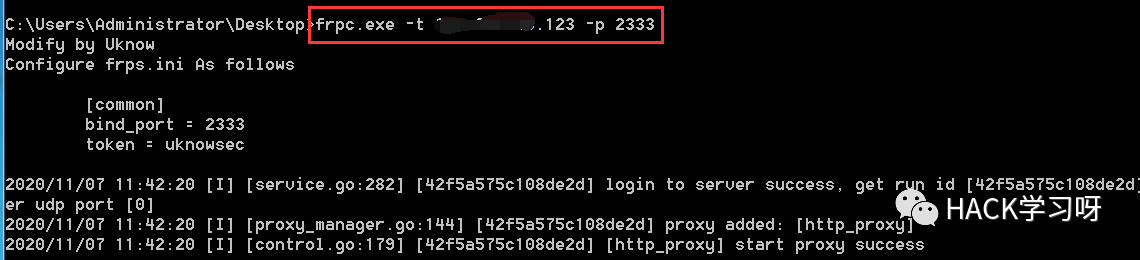 C:\Users\Administrator\Desktop>frpc.exe -t .123 -p 2333
Modify by Uknow
Configure frps.ini As follows
[common]
bind_port = 2333
token = uknowsec
2020/11/07 11:42:20 [I] [service.go:282] [42f5a575c108de2d] login to server success, get run id [42f5a575c108de2d]
er udp port [0]
2020/11/07 11:42:20 [I] [proxy_manager.go:144] [42f5a575c108de2d] proxy added: [http_proxy]
2020/11/07 11:42:20 [I] [control.go:179] [42f5a575c108de2d] [http_proxy] start proxy success
HACK学习呀